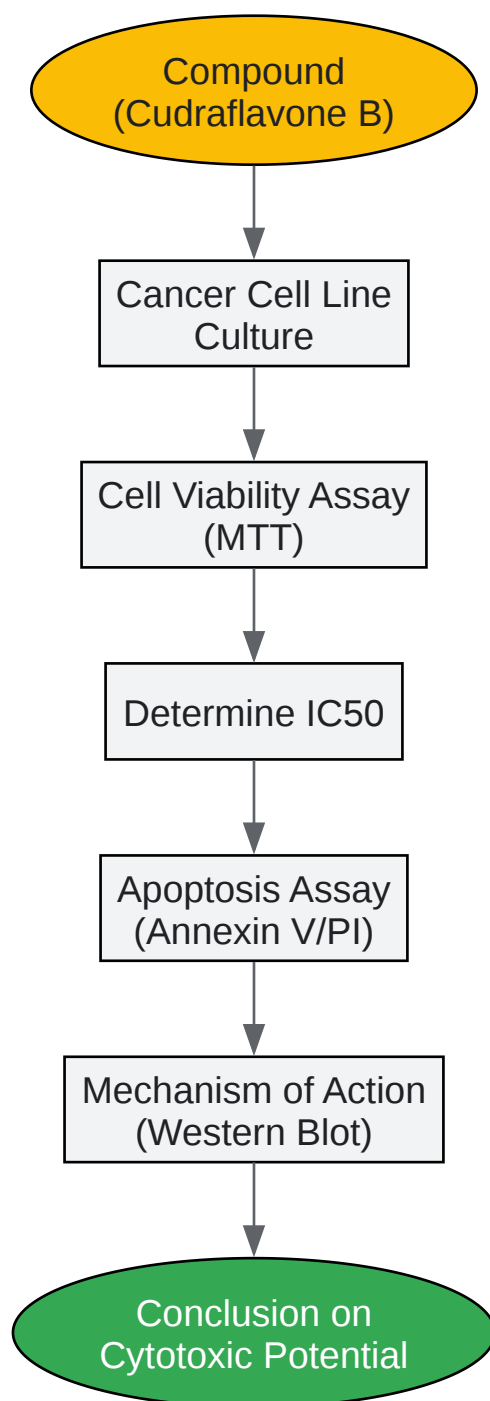 Compound
(Cudraflavone B)
Cancer Cell Line
Culture
Cell Viability Assay
(MTT)
Determine IC50
Apoptosis Assay
(Annexin V/PI)
Mechanism of Action
(Western Blot)
Conclusion on
Cytotoxic Potential